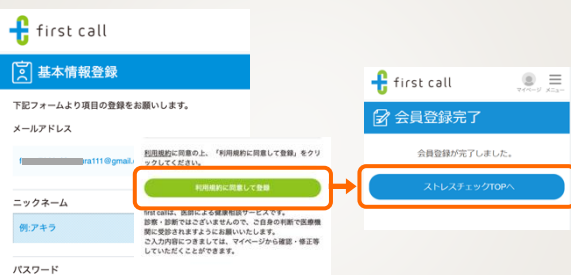 first call
基本情報登録
下記フォームより項目の登録をお願いします。
メールアドレス
ra111@gmail.
ニックネーム
例:アキラ
パスワード
利用規約に同意の上、「利用規約に同意して登録」をクリ
ックしてください。
利用規約に同意して登録
first callは、医師による健康相談サービスです。
診察・診断ではございませんので、ご自身の判断で医療機
関に受診されますようにお願いいたします。
ご入力内容につきましては、マイページから確認・修正等
していただくことができます。
first call
マイページ メニュー
会員登録完了
会員登録が完了しました。
ストレスチェックTOPへ